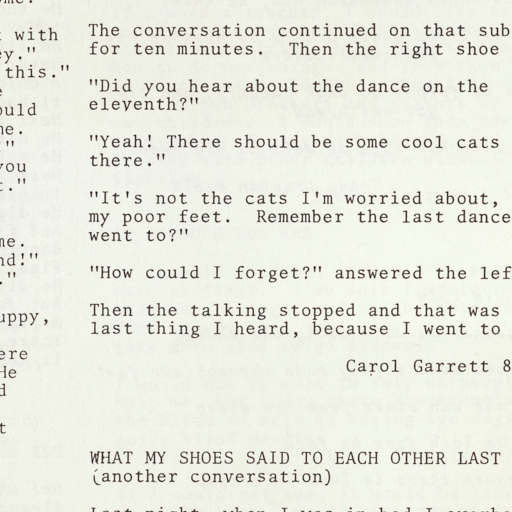 ome.
t with
ey."
this."
e
ould
me.
!"
you
t."
me.
nd!"
."
uppy,
ere
He
d
t
The conversation continued on that sub
for ten minutes.  Then the right shoe
"Did you hear about the dance on the
eleventh?"
"Yeah! There should be some cool cats
there."
"It's not the cats I'm worried about,
my poor feet.  Remember the last dance
went to?"
"How could I forget?" answered the lef
Then the talking stopped and that was
last thing I heard, because I went to
Carol Garrett 8
WHAT MY SHOES SAID TO EACH OTHER LAST
(another conversation)
Last night, when I was in bed I overhe